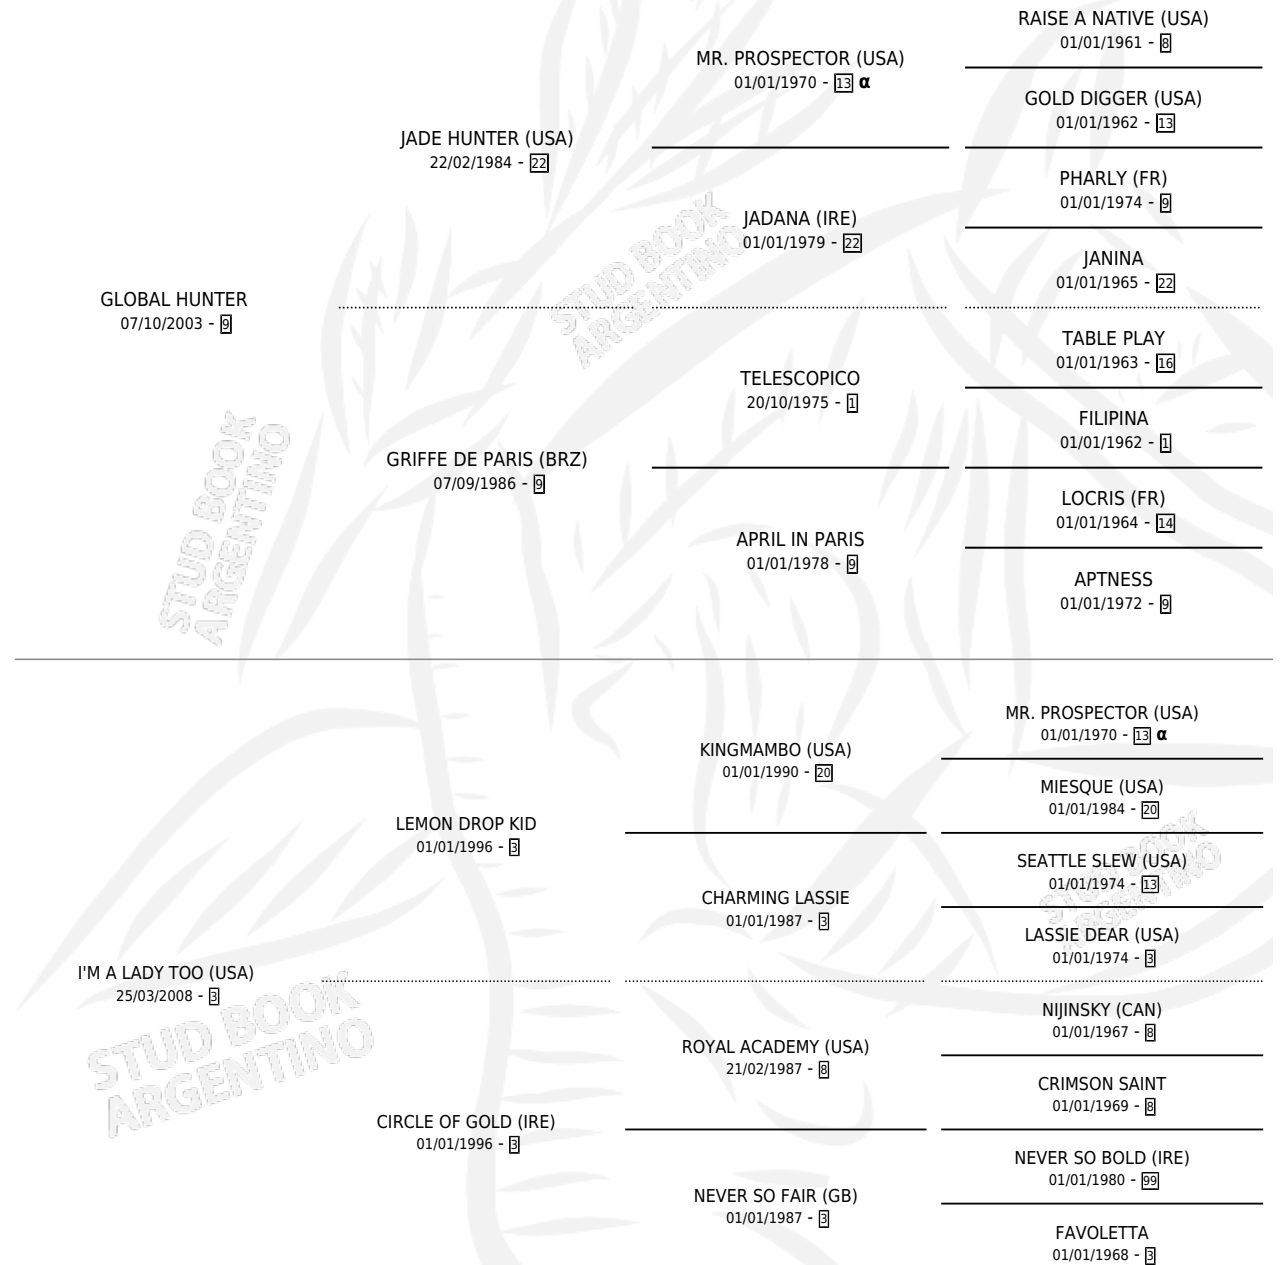 RAISE A NATIVE (USA)
01/01/1961 - 8
MR. PROSPECTOR (USA)
01/01/1970 - 13 α
GOLD DIGGER (USA)
01/01/1962 - 13
JADE HUNTER (USA)
22/02/1984 - 22
PHARLY (FR)
01/01/1974 - 9
JADANA (IRE)
01/01/1979 - 22
JANINA
01/01/1965 - 22
STUD BOOK
ARGENTINO
GLOBAL HUNTER
07/10/2003 - 9
TABLE PLAY
01/01/1963 - 16
TELESCOPICO
20/10/1975 - 1
FILIPINA
01/01/1962 - 1
GRIFFE DE PARIS (BRZ)
07/09/1986 - 9
LOCRIS (FR)
01/01/1964 - 14
APRIL IN PARIS
01/01/1978 - 9
APTNESS
01/01/1972 - 9
STUD BOOK
ARGENTINO
MR. PROSPECTOR (USA)
01/01/1970 - 13 α
KINGMAMBO (USA)
01/01/1990 - 20
MIESQUE (USA)
01/01/1984 - 20
LEMON DROP KID
01/01/1996 - 3
SEATTLE SLEW (USA)
01/01/1974 - 13
STUD BOOK
ARGENTINO
CHARMING LASSIE
01/01/1987 - 3
LASSIE DEAR (USA)
01/01/1974 - 3
I'M A LADY TOO (USA)
25/03/2008 - 3
STUD BOOK
ARGENTINO
NIJINSKY (CAN)
01/01/1967 - 8
ROYAL ACADEMY (USA)
21/02/1987 - 8
CRIMSON SAINT
01/01/1969 - 8
CIRCLE OF GOLD (IRE)
01/01/1996 - 3
NEVER SO BOLD (IRE)
01/01/1980 - 99
NEVER SO FAIR (GB)
01/01/1987 - 3
FAVOLETTA
01/01/1968 - 3